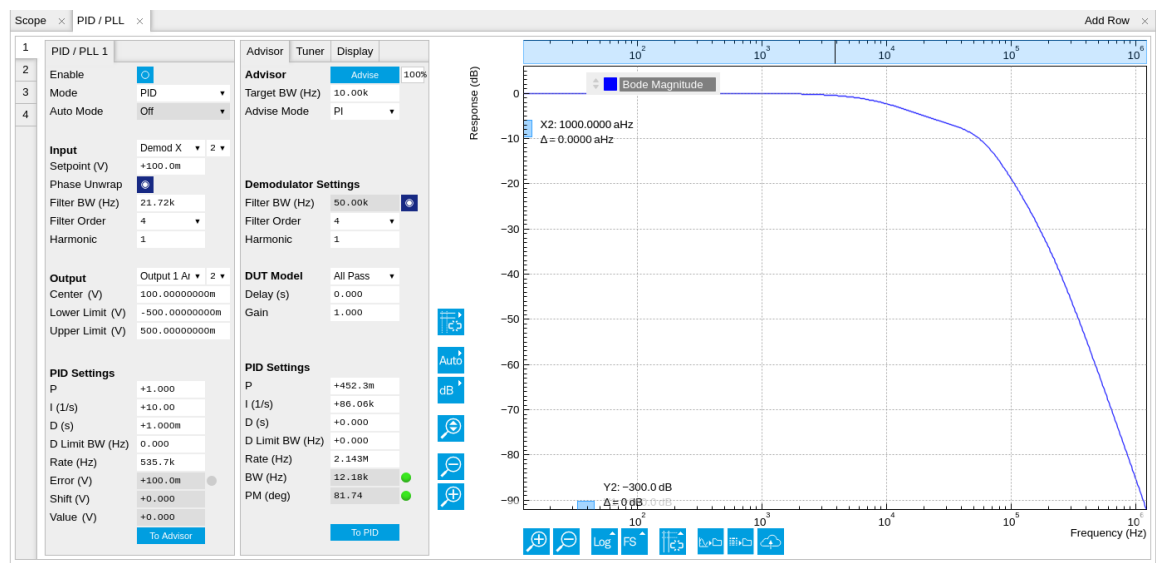 Scope × PID / PLL × Add Row ×
1
2
3
4
PID / PLL 1
Enable
Mode PID
Auto Mode Off
Input Demod X 2
Setpoint (V) +100.0m
Phase Unwrap
Filter BW (Hz) 21.72k
Filter Order 4
Harmonic 1
Output Output 1 Ar 2
Center (V) 100.00000000m
Lower Limit (V) -500.00000000m
Upper Limit (V) 500.00000000m
PID Settings
P +1.000
I (1/s) +10.00
D (s) +1.000m
D Limit BW (Hz) 0.000
Rate (Hz) 535.7k
Error (V) +100.0m
Shift (V) +0.000
Value (V) +0.000
To Advisor
Advisor Tuner Display
Advisor Advise 100%
Target BW (Hz) 10.00k
Advise Mode PI
Demodulator Settings
Filter BW (Hz) 50.00k
Filter Order 4
Harmonic 1
DUT Model All Pass
Delay (s) 0.000
Gain 1.000
PID Settings
P +452.3m
I (1/s) +86.06k
D (s) +0.000
D Limit BW (Hz) +0.000
Rate (Hz) 2.143M
BW (Hz) 12.18k
PM (deg) 81.74
To PID
Auto
dB
10² 10³ 10⁴ 10⁵ 10⁶
Response (dB)
Bode Magnitude
X2: 1000.0000 aHz
Δ = 0.0000 aHz
0
−10
−20
−30
−40
−50
−60
−70
−80
−90
Y2: −300.0 dB
Δ = 0 dB
10² 10³ 10⁴ 10⁵ 10⁶
Frequency (Hz)
Log FS